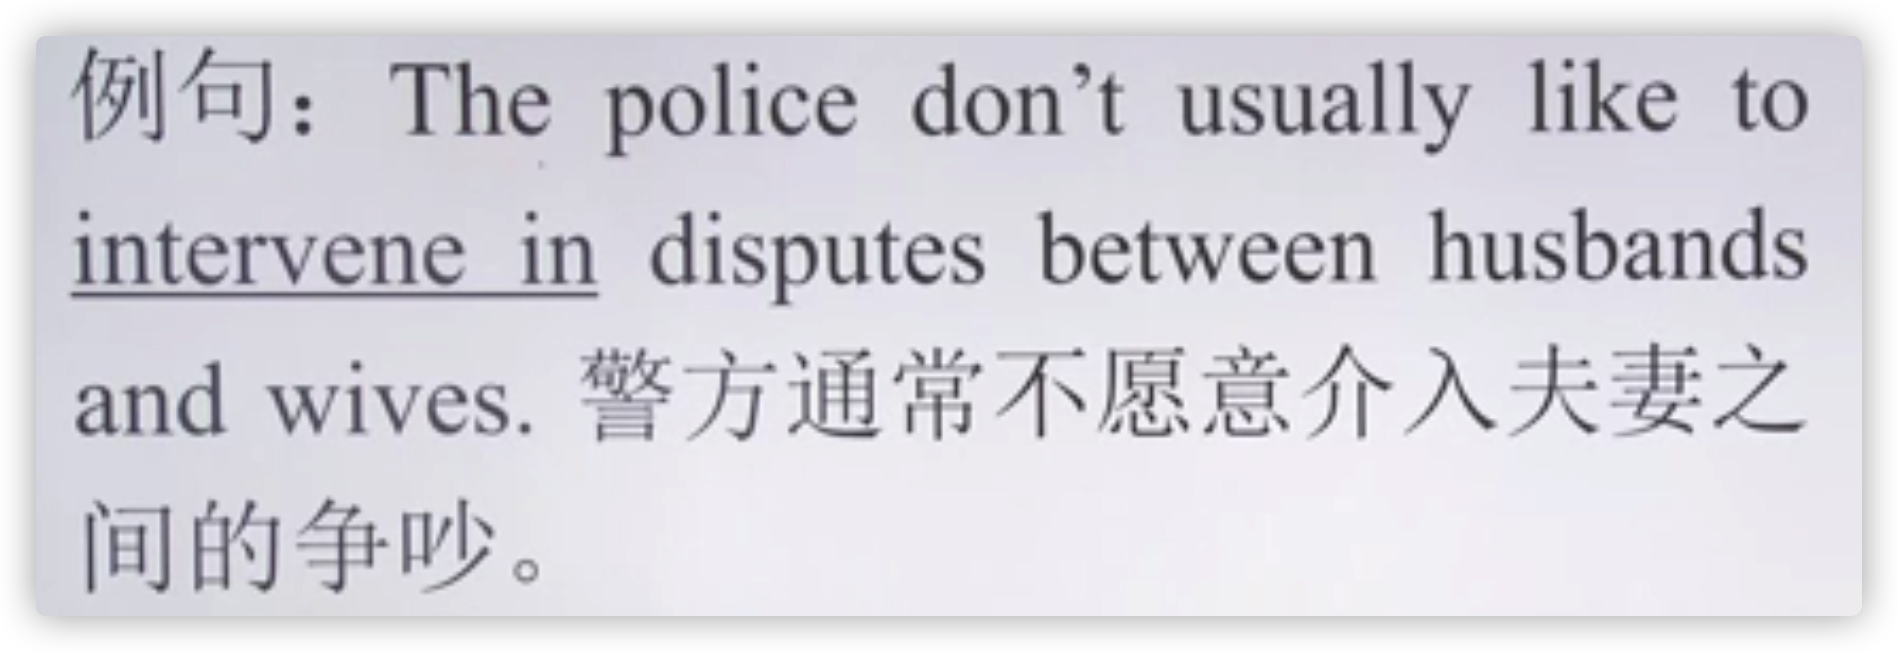 例句：The police don’t usually like to
intervene in disputes between husbands
and wives. 警方通常不愿意介入夫妻之
间的争吵。